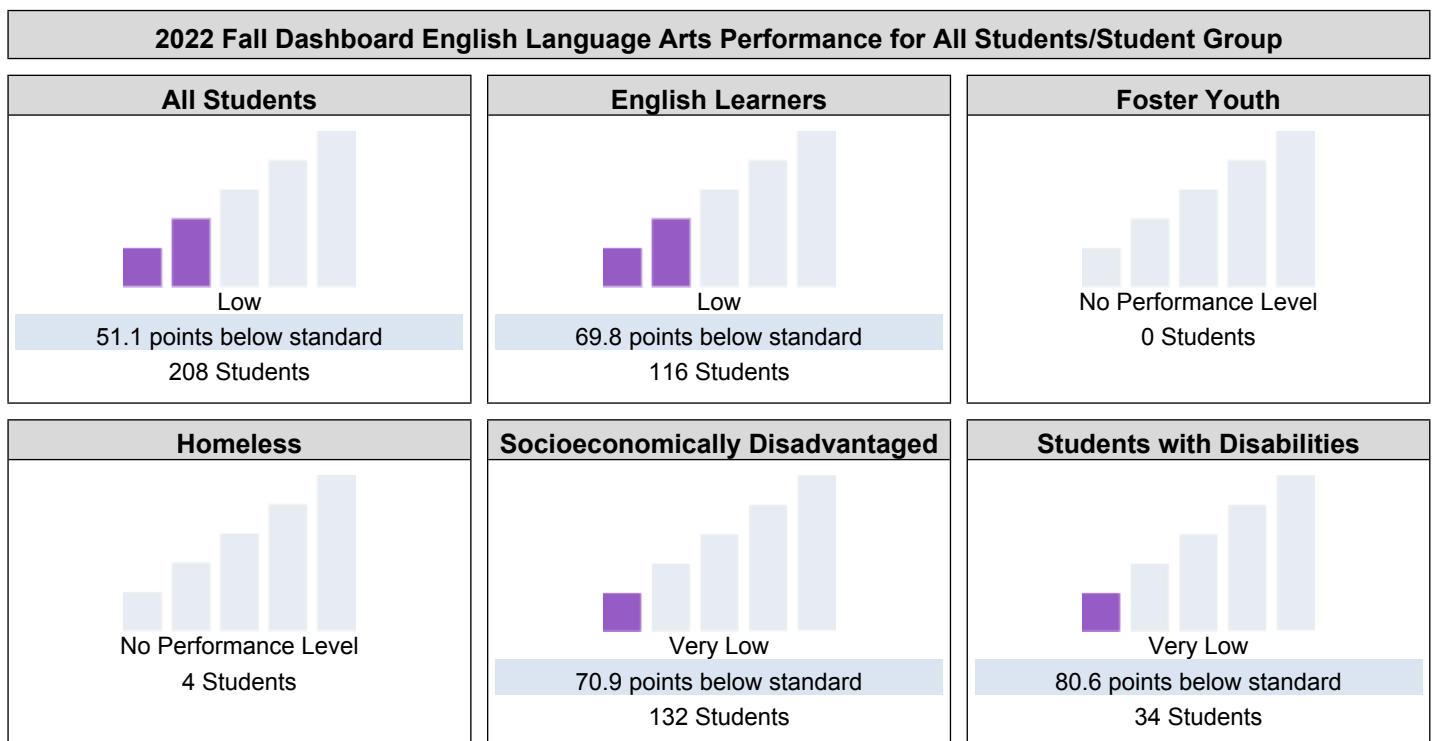 2022 Fall Dashboard English Language Arts Performance for All Students/Student Group
All Students
Low
51.1 points below standard
208 Students
English Learners
Low
69.8 points below standard
116 Students
Foster Youth
No Performance Level
0 Students
Homeless
No Performance Level
4 Students
Socioeconomically Disadvantaged
Very Low
70.9 points below standard
132 Students
Students with Disabilities
Very Low
80.6 points below standard
34 Students